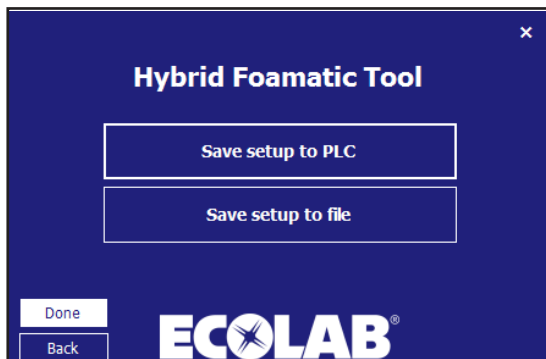 ×
Hybrid Foamatic Tool
Save setup to PLC
Save setup to file
Done
Back
ECOLAB®